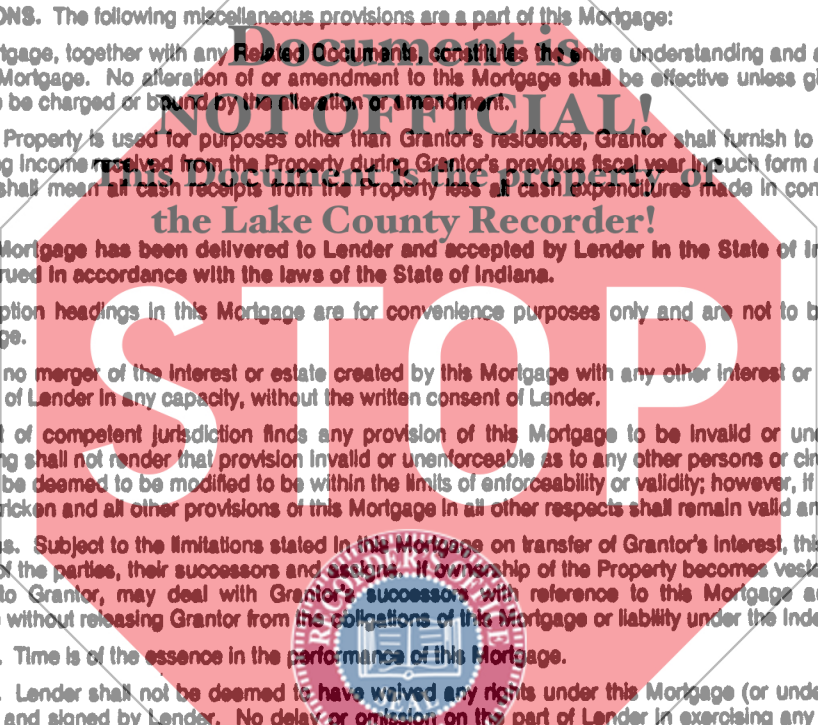 ONS. The following miscellaneous provisions are a part of this Mortgage:
Document is
tgage, together with any Related Documents, constitutes the entire understanding and a
Mortgage. No alteration of or amendment to this Mortgage shall be effective unless gi
be charged or bound by the alteration or amendment.
NOT OFFICIAL!
Property is used for purposes other than Grantor's residence, Grantor shall furnish to
g income received from the Property during Grantor's previous fiscal year in such form a
This Document is the property of
shall mean all cash receipts from the Property less all cash expenditures made in con
the Lake County Recorder!
Mortgage has been delivered to Lender and accepted by Lender in the State of In
rued in accordance with the laws of the State of Indiana.
STOP
ption headings in this Mortgage are for convenience purposes only and are not to b
ge.
no merger of the interest or estate created by this Mortgage with any other interest or
of Lender in any capacity, without the written consent of Lender.
t of competent jurisdiction finds any provision of this Mortgage to be invalid or un
ng shall not render that provision invalid or unenforceable as to any other persons or cir
be deemed to be modified to be within the limits of enforceability or validity; however, if
ricken and all other provisions of this Mortgage in all other respects shall remain valid an
s. Subject to the limitations stated in this Mortgage on transfer of Grantor's interest, this
of the parties, their successors and assigns. If ownership of the Property becomes veste
to Grantor, may deal with Grantor's successors with reference to this Mortgage a
without releasing Grantor from the obligations of this Mortgage or liability under the Inde
. Time is of the essence in the performance of this Mortgage.
. Lender shall not be deemed to have waived any rights under this Mortgage (or unde
and signed by Lender. No delay or omission on the part of Lender in exercising any